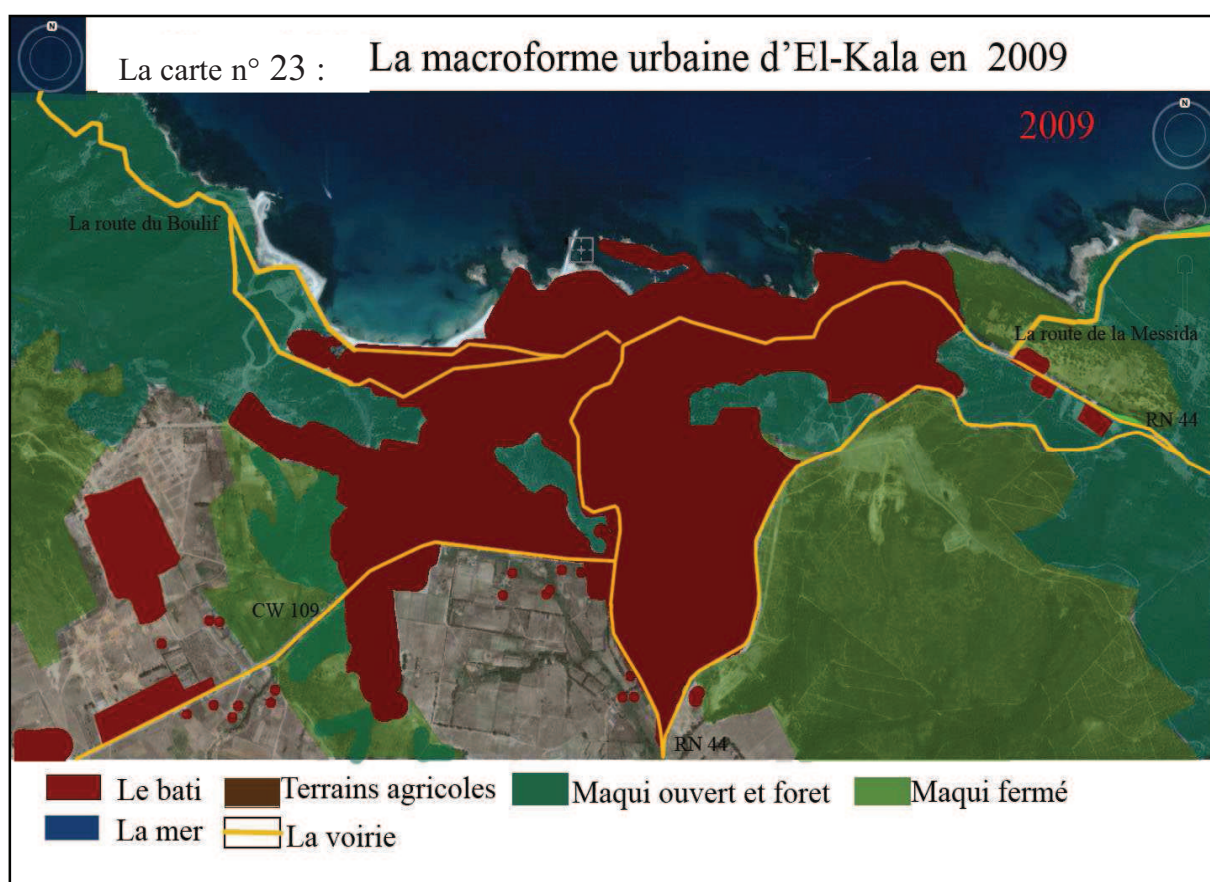 N
La carte n° 23 : La macroforme urbaine d'El-Kala en 2009
2009
N
La route du Boulif
La route de la Messida
RN 44
CW 109
RN 44
Le bati
Terrains agricoles
Maqui ouvert et foret
Maqui fermé
La mer
La voirie